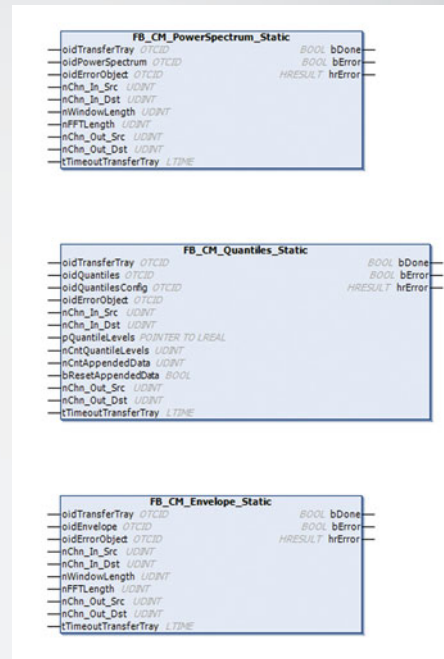 FB_CM_PowerSpectrum_Static
oidTransferTray OTCID BOOL bDone
oidPowerSpectrum OTCID BOOL bError
oidErrorObject OTCID HRESULT hrError
nChn_In_Src UDINT
nChn_In_Dst UDINT
nWindowLength UDINT
nFFTLength UDINT
nChn_Out_Src UDINT
nChn_Out_Dst UDINT
tTimeoutTransferTray LTIME
FB_CM_Quantiles_Static
oidTransferTray OTCID BOOL bDone
oidQuantiles OTCID BOOL bError
oidQuantilesConfig OTCID HRESULT hrError
oidErrorObject OTCID
nChn_In_Src UDINT
nChn_In_Dst UDINT
pQuantileLevels POINTER TO LREAL
nCntQuantileLevels UDINT
nCntAppendedData UDINT
bResetAppendedData BOOL
nChn_Out_Src UDINT
nChn_Out_Dst UDINT
tTimeoutTransferTray LTIME
FB_CM_Envelope_Static
oidTransferTray OTCID BOOL bDone
oidEnvelope OTCID BOOL bError
oidErrorObject OTCID HRESULT hrError
nChn_In_Src UDINT
nChn_In_Dst UDINT
nWindowLength UDINT
nFFTLength UDINT
nChn_Out_Src UDINT
nChn_Out_Dst UDINT
tTimeoutTransferTray LTIME